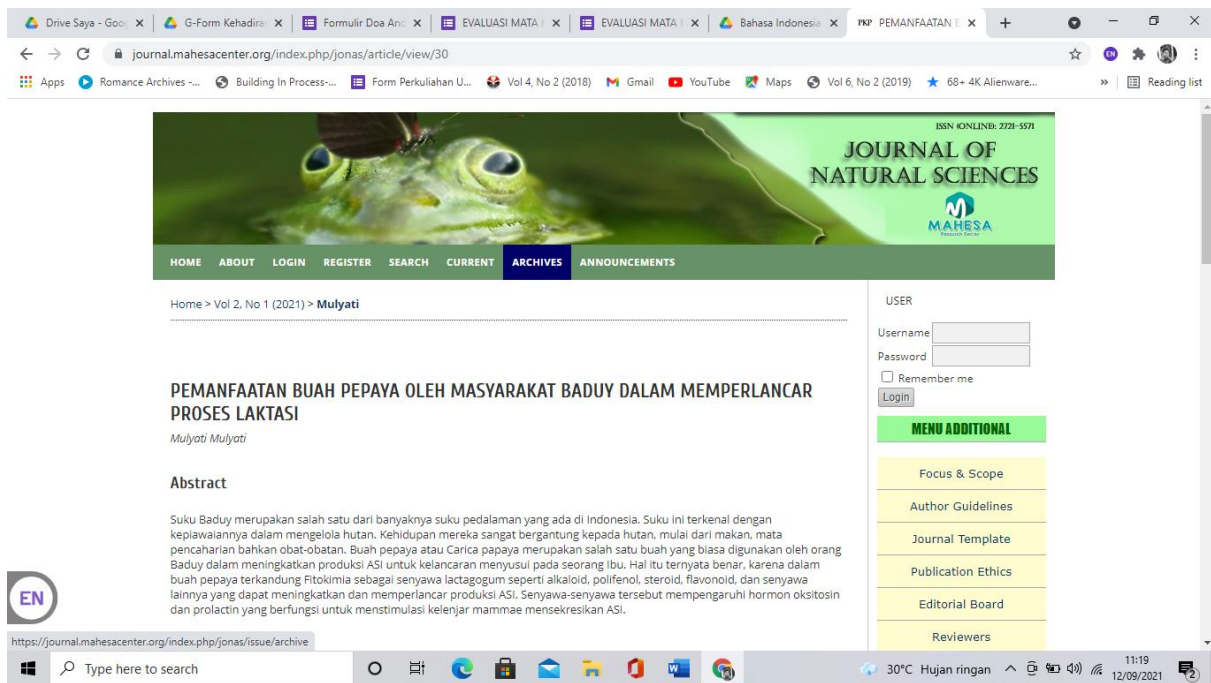 Drive Saya - Goog
G-Form Kehadira
Formulir Doa And
EVALUASI MATA
EVALUASI MATA
Bahasa Indonesia
PKP PEMANFAATAN B
journal.mahesacenter.org/index.php/jonas/article/view/30
EN
Apps
Romance Archives -...
Building In Process-...
Form Perkuliahan U...
Vol 4, No 2 (2018)
Gmail
YouTube
Maps
Vol 6, No 2 (2019)
68+ 4K Alienware...
»
Reading list
ISSN (ONLINE): 2721-5571
JOURNAL OF
NATURAL SCIENCES
MAHESA
Research Center
HOME ABOUT LOGIN REGISTER SEARCH CURRENT ARCHIVES ANNOUNCEMENTS
Home > Vol 2, No 1 (2021) > Mulyati
PEMANFAATAN BUAH PEPAYA OLEH MASYARAKAT BADUY DALAM MEMPERLANCAR
PROSES LAKTASI
Mulyati Mulyati
Abstract
Suku Baduy merupakan salah satu dari banyaknya suku pedalaman yang ada di Indonesia. Suku ini terkenal dengan
kepiawaiannya dalam mengelola hutan. Kehidupan mereka sangat bergantung kepada hutan, mulai dari makan, mata
pencaharian bahkan obat-obatan. Buah pepaya atau Carica papaya merupakan salah satu buah yang biasa digunakan oleh orang
Baduy dalam meningkatkan produksi ASI untuk kelancaran menyusui pada seorang Ibu. Hal itu ternyata benar, karena dalam
buah pepaya terkandung Fitokimia sebagai senyawa lactagogum seperti alkaloid, polifenol, steroid, flavonoid, dan senyawa
lainnya yang dapat meningkatkan dan memperlancar produksi ASI. Senyawa-senyawa tersebut mempengaruhi hormon oksitosin
dan prolactin yang berfungsi untuk menstimulasi kelenjar mammae mensekresikan ASI.
USER
Username
Password
Remember me
Login
MENU ADDITIONAL
Focus & Scope
Author Guidelines
Journal Template
Publication Ethics
Editorial Board
Reviewers
EN
https://journal.mahesacenter.org/index.php/jonas/issue/archive
Type here to search
30°C Hujan ringan
11:19
12/09/2021
2